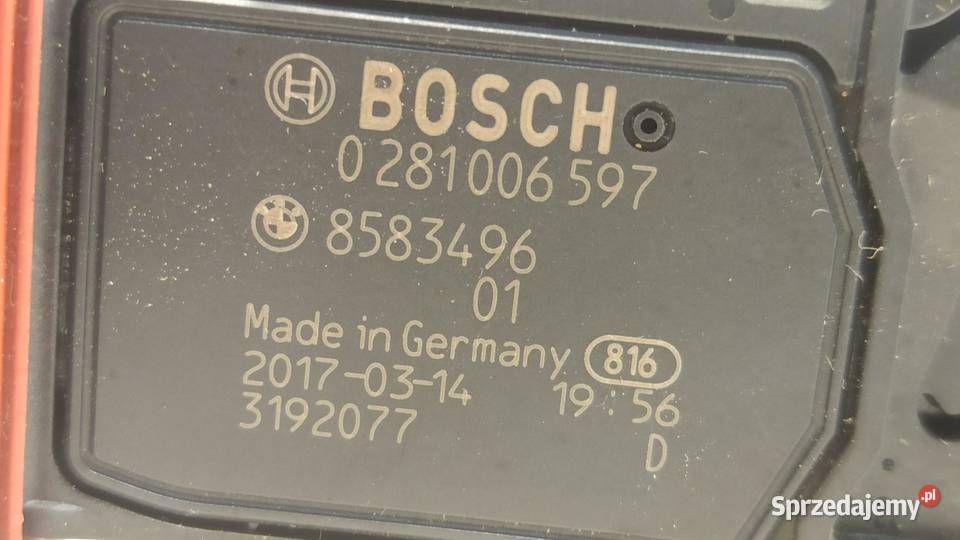 BOSCH
0 281 006 597
8583496
01
Made in Germany 816
2017-03-14 19:56
3192077
D
Sprzedajemy.pl